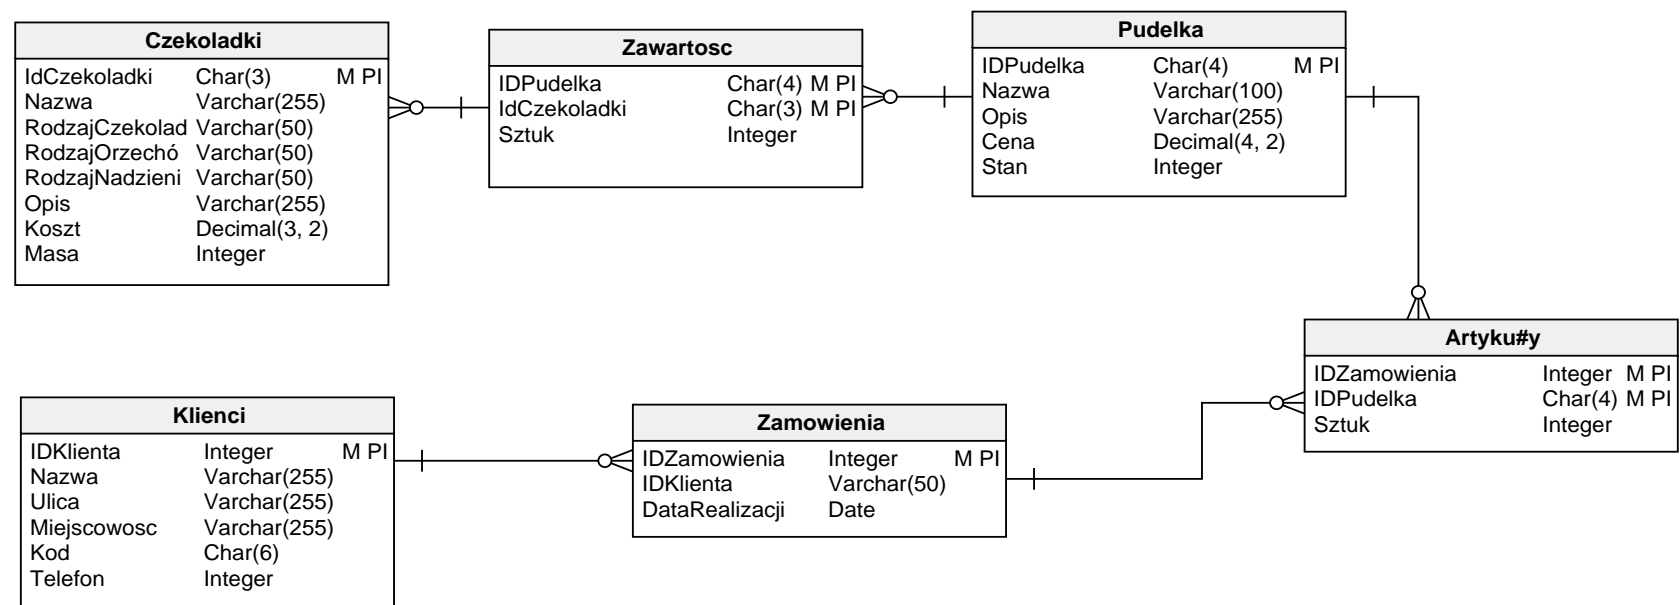 Czekoladki
IdCzekoladki Char(3) M PI
Nazwa Varchar(255)
RodzajCzekolad Varchar(50)
RodzajOrzechó Varchar(50)
RodzajNadzieni Varchar(50)
Opis Varchar(255)
Koszt Decimal(3, 2)
Masa Integer
Zawartosc
IDPudelka Char(4) M PI
IdCzekoladki Char(3) M PI
Sztuk Integer
Pudelka
IDPudelka Char(4) M PI
Nazwa Varchar(100)
Opis Varchar(255)
Cena Decimal(4, 2)
Stan Integer
Artyku#y
IDZamowienia Integer M PI
IDPudelka Char(4) M PI
Sztuk Integer
Klienci
IDKlienta Integer M PI
Nazwa Varchar(255)
Ulica Varchar(255)
Miejscowosc Varchar(255)
Kod Char(6)
Telefon Integer
Zamowienia
IDZamowienia Integer M PI
IDKlienta Varchar(50)
DataRealizacji Date